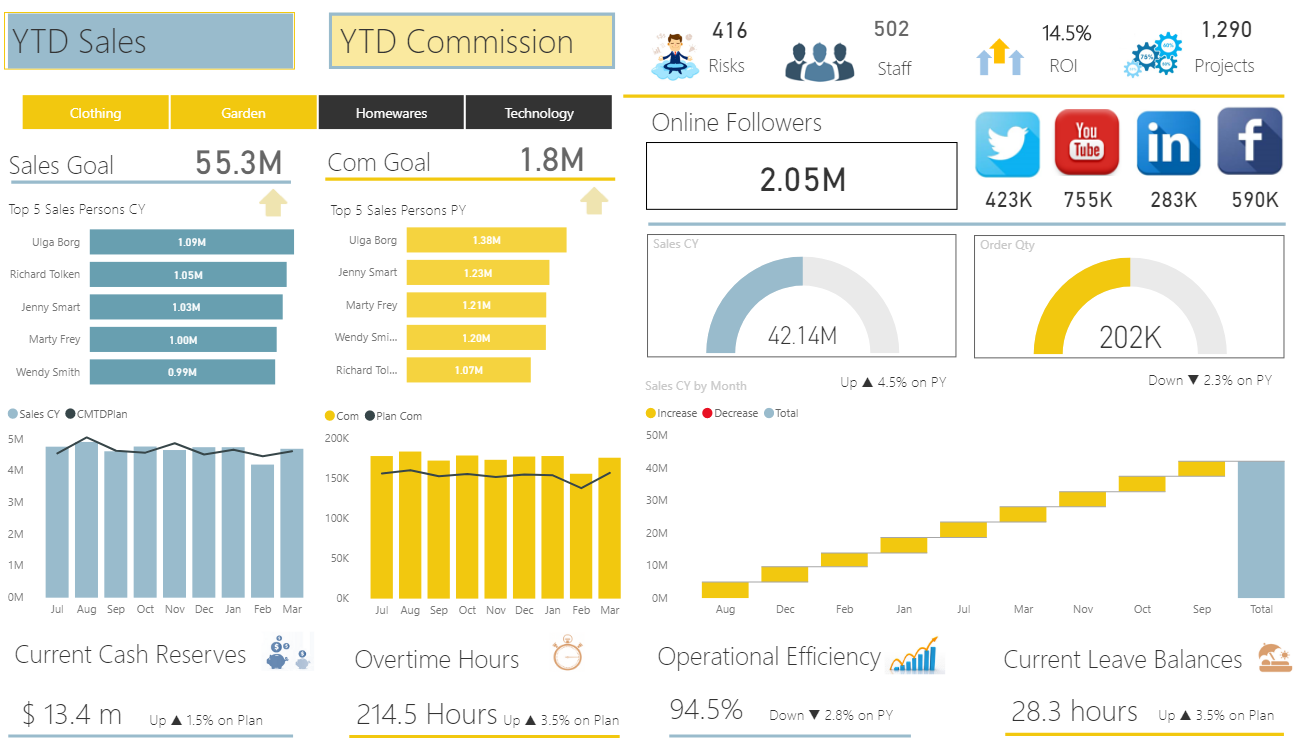 YTD Sales
YTD Commission
416
Risks
502
Staff
14.5%
ROI
76%
60%
1,290
Projects
Clothing
Garden
Homewares
Technology
Sales Goal
55.3M
Com Goal
1.8M
Online Followers
2.05M
You
Tube
in
f
423K
755K
283K
590K
Top 5 Sales Persons CY
Ulga Borg
1.09M
Richard Tolken
1.05M
Jenny Smart
1.03M
Marty Frey
1.00M
Wendy Smith
0.99M
Top 5 Sales Persons PY
Ulga Borg
1.38M
Jenny Smart
1.23M
Marty Frey
1.21M
Wendy Smi...
1.20M
Richard Tol...
1.07M
Sales CY
42.14M
Up ▲ 4.5% on PY
Order Qty
202K
Down ▼ 2.3% on PY
Sales CY CMTDPlan
5M
4M
3M
2M
1M
0M
Jul Aug Sep Oct Nov Dec Jan Feb Mar
Com Plan Com
200K
150K
100K
50K
0K
Jul Aug Sep Oct Nov Dec Jan Feb Mar
Sales CY by Month
Increase Decrease Total
50M
40M
30M
20M
10M
0M
Aug Dec Feb Jan Jul Mar Nov Oct Sep Total
Current Cash Reserves
$ 13.4 m
Up ▲ 1.5% on Plan
Overtime Hours
214.5 Hours
Up ▲ 3.5% on Plan
Operational Efficiency
94.5%
Down ▼ 2.8% on PY
Current Leave Balances
28.3 hours
Up ▲ 3.5% on Plan